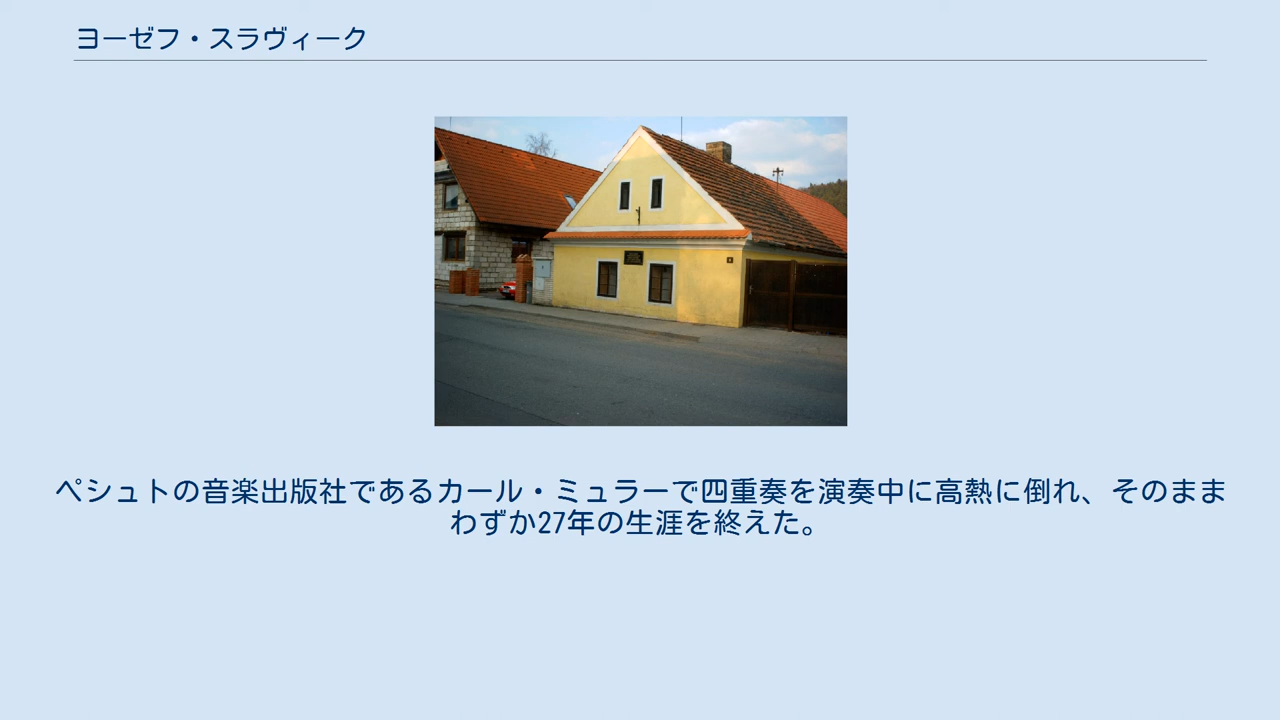 ヨーゼフ・スラヴィーク
ペシュトの音楽出版社であるカール・ミュラーで四重奏を演奏中に高熱に倒れ、そのまま
わずか27年の生涯を終えた。